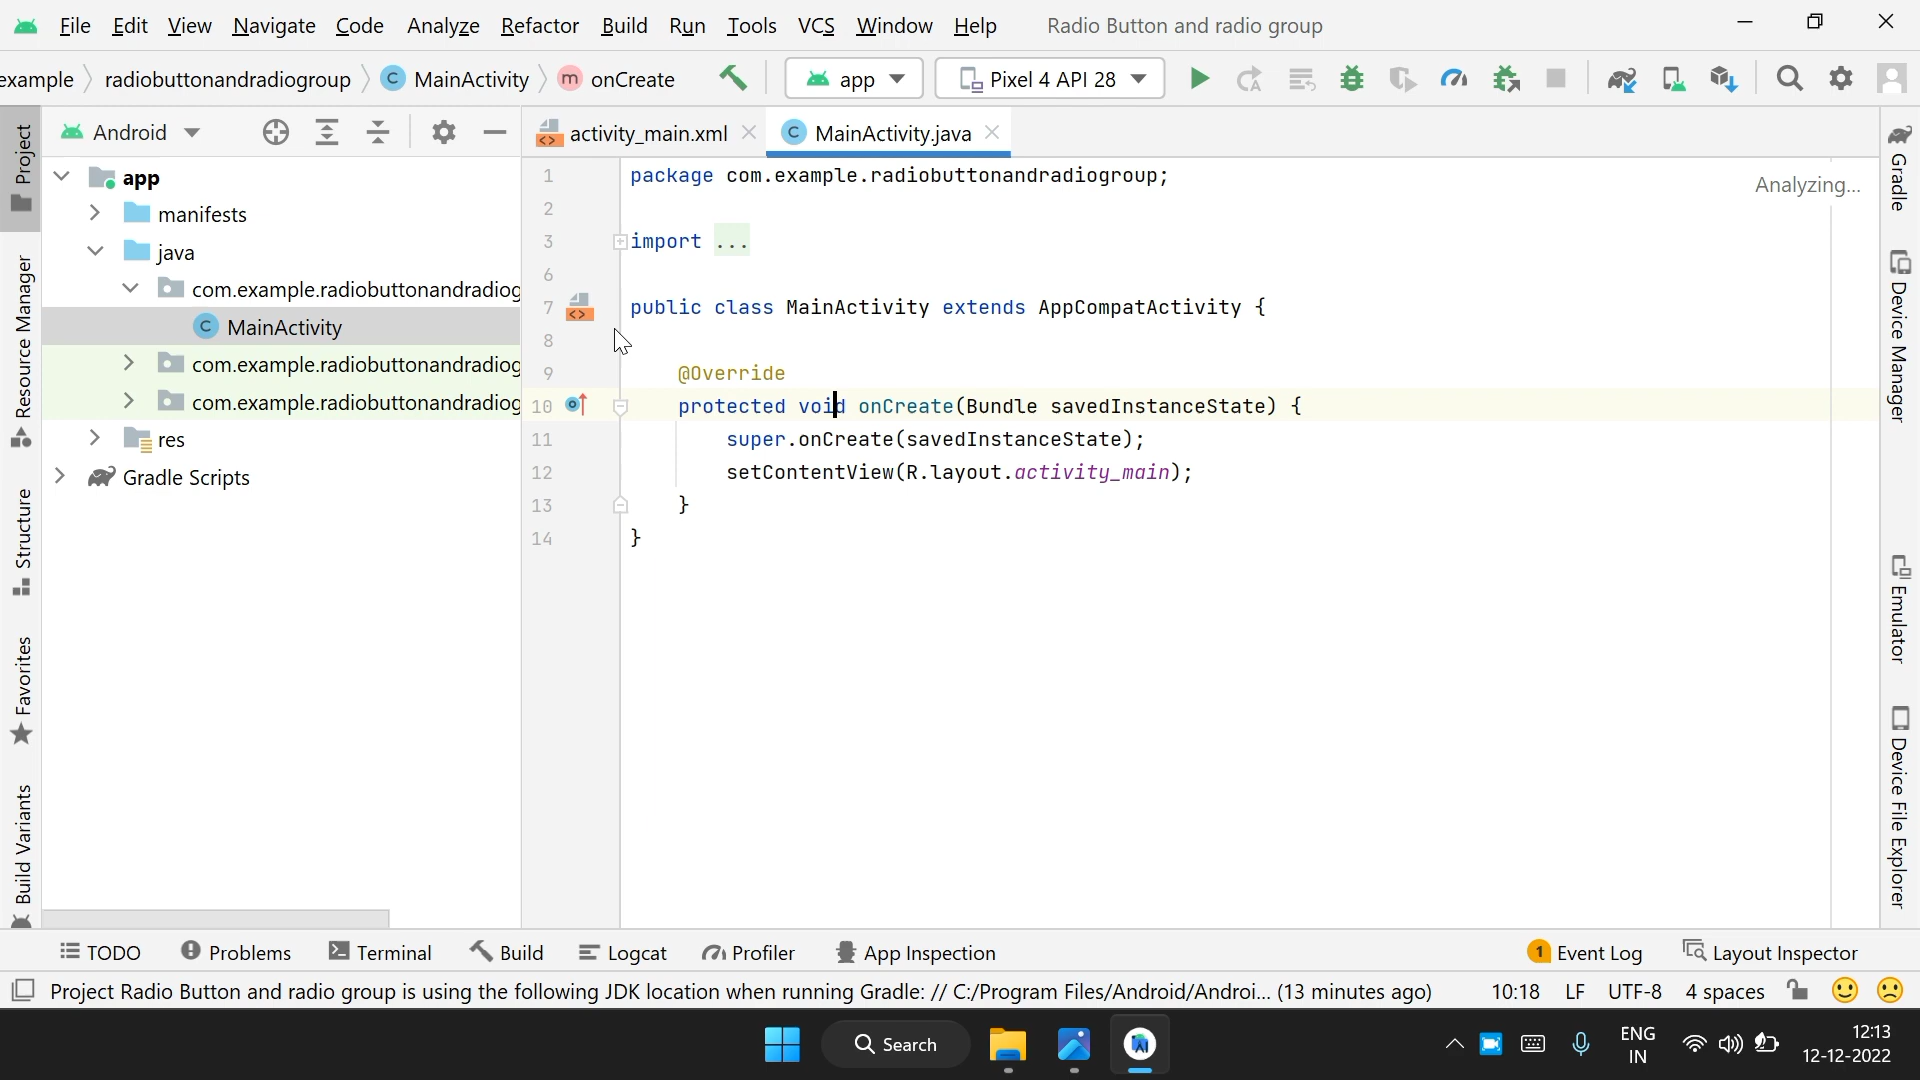 File Edit View Navigate Code Analyze Refactor Build Run Tools VCS Window Help Radio Button and radio group
example radiobuttonandradiogroup C MainActivity m onCreate app Pixel 4 API 28
Android
activity_main.xml
C MainActivity.java
Project
Resource Manager
Structure
Favorites
Build Variants
app
manifests
java
com.example.radiobuttonandradiog
C MainActivity
com.example.radiobuttonandradiog
com.example.radiobuttonandradiog
res
Gradle Scripts
1 package com.example.radiobuttonandradiogroup;
2
3 import ...
6
7 public class MainActivity extends AppCompatActivity {
8
9 @Override
10 protected void onCreate(Bundle savedInstanceState) {
11 super.onCreate(savedInstanceState);
12 setContentView(R.layout.activity_main);
13 }
14 }
Analyzing...
Gradle
Device Manager
Emulator
Device File Explorer
TODO Problems Terminal Build Logcat Profiler App Inspection 1 Event Log Layout Inspector
Project Radio Button and radio group is using the following JDK location when running Gradle: // C:/Program Files/Android/Androi... (13 minutes ago) 10:18 LF UTF-8 4 spaces
Search
ENG
IN
12:13
12-12-2022